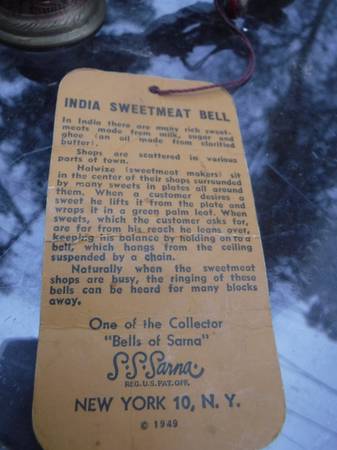 INDIA SWEETMEAT BELL
In India there are many rich sweet-
meats made from milk, sugar and
ghee (an oil made from clarified
butter).
Shops are scattered in various
parts of town.
Halwize (sweetmeat makers) sit
in the center of their shops surrounded
by many sweets in plates all around
them. When a customer desires a
sweet he lifts it from the plate and
wraps it in a green palm leaf. When
sweets, which the customer asks for,
are far from his reach he leans over,
keeping his balance by holding on to a
bell, which hangs from the ceiling
suspended by a chain.
Naturally when the sweetmeat
shops are busy, the ringing of these
bells can be heard for many blocks
away.
One of the Collector
"Bells of Sarna"
S.S. Sarna
REG. U.S. PAT. OFF.
NEW YORK 10, N. Y.
© 1949